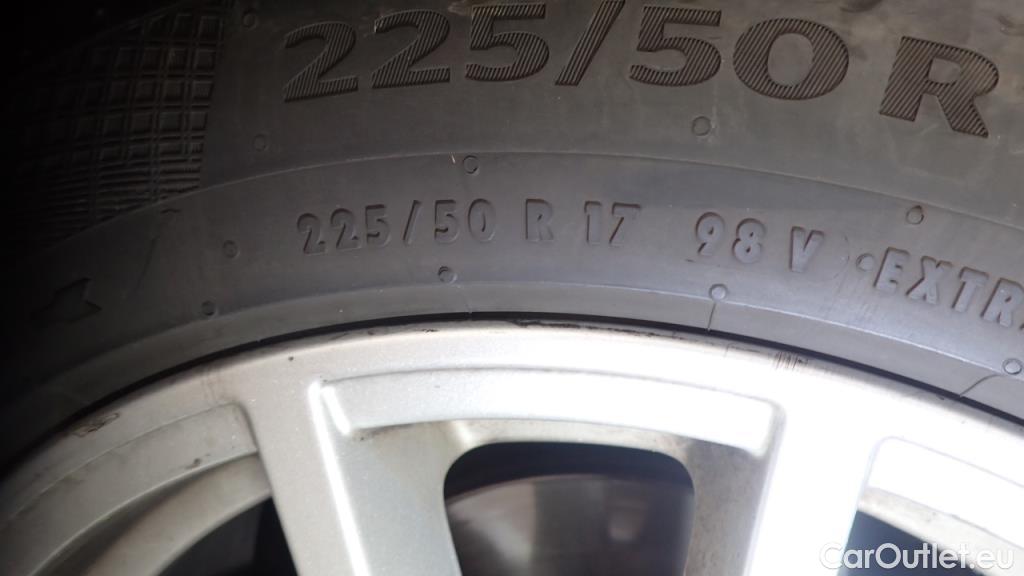 225/50 R
225/50 R 17 98 V EXTR
CarOutlet.eu